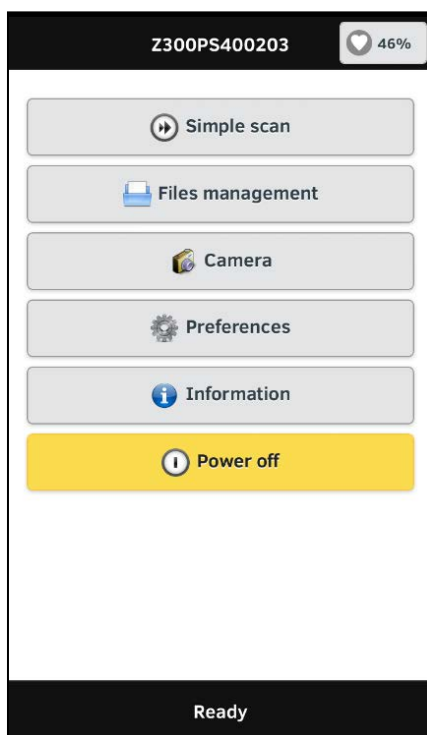 Z300PS400203
46%
Simple scan
Files management
Camera
Preferences
Information
Power off
Ready